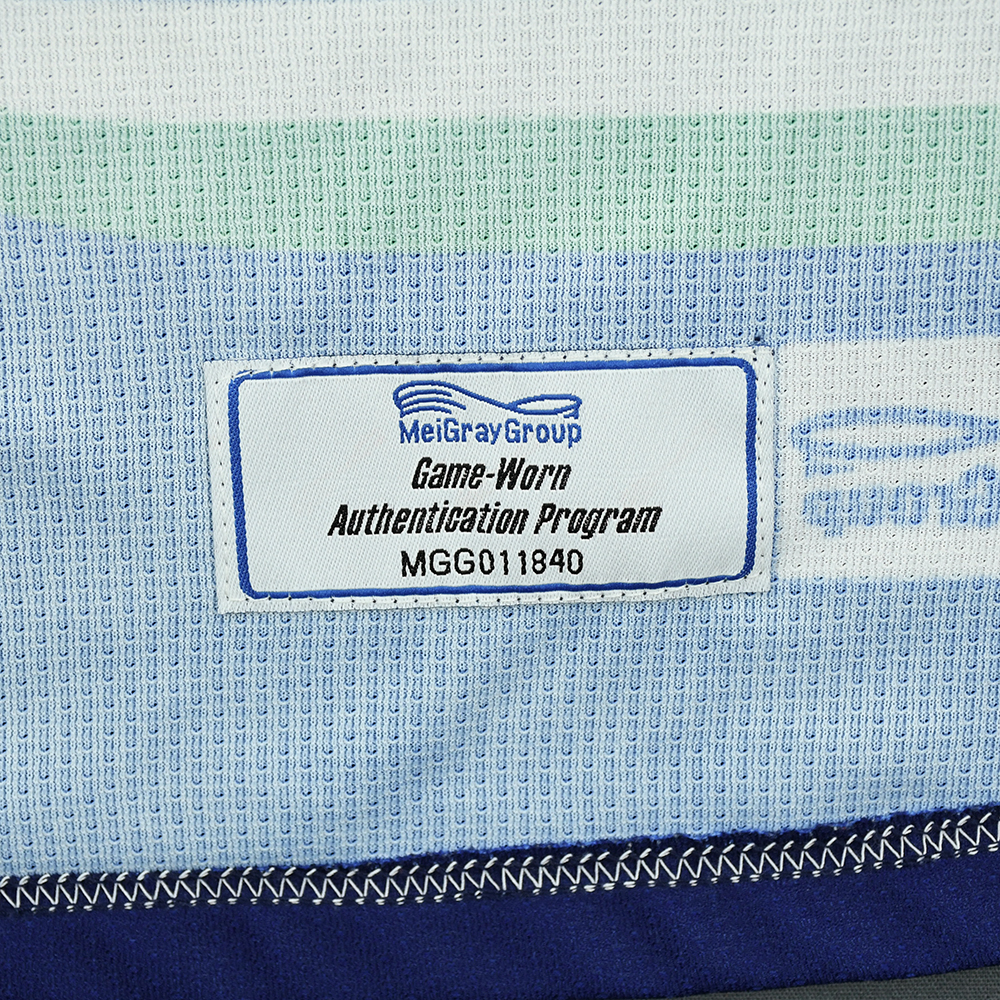 MeiGrayGroup
Game-Worn
Authentication Program
MGG011840